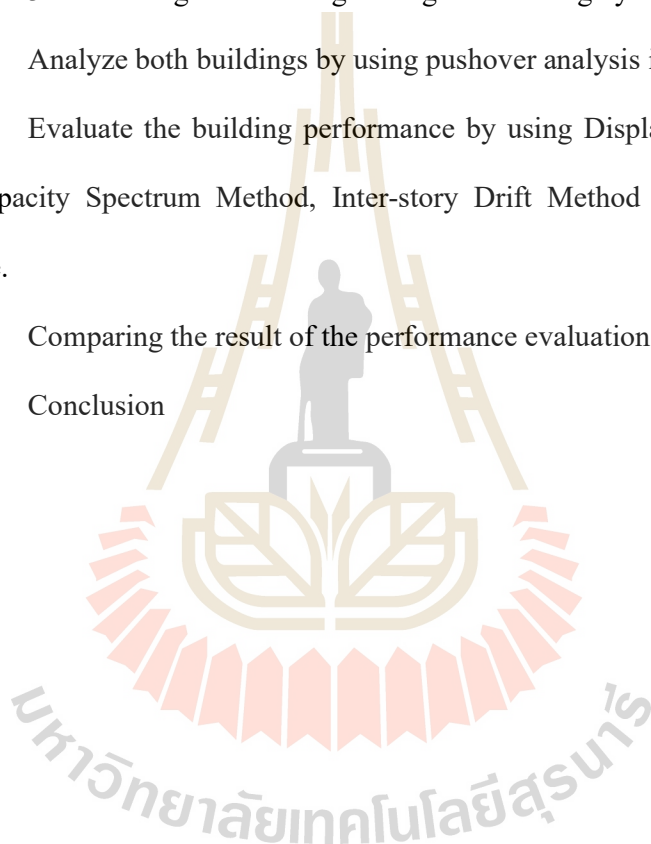 Analyze both buildings by using pushover analysis
Evaluate the building performance by using
Capacity Spectrum Method, Inter-story Drift Method
Comparing the result of the performance evaluation
Conclusion
มหาวิทยาลัยเทคโนโลยีสุรนารี